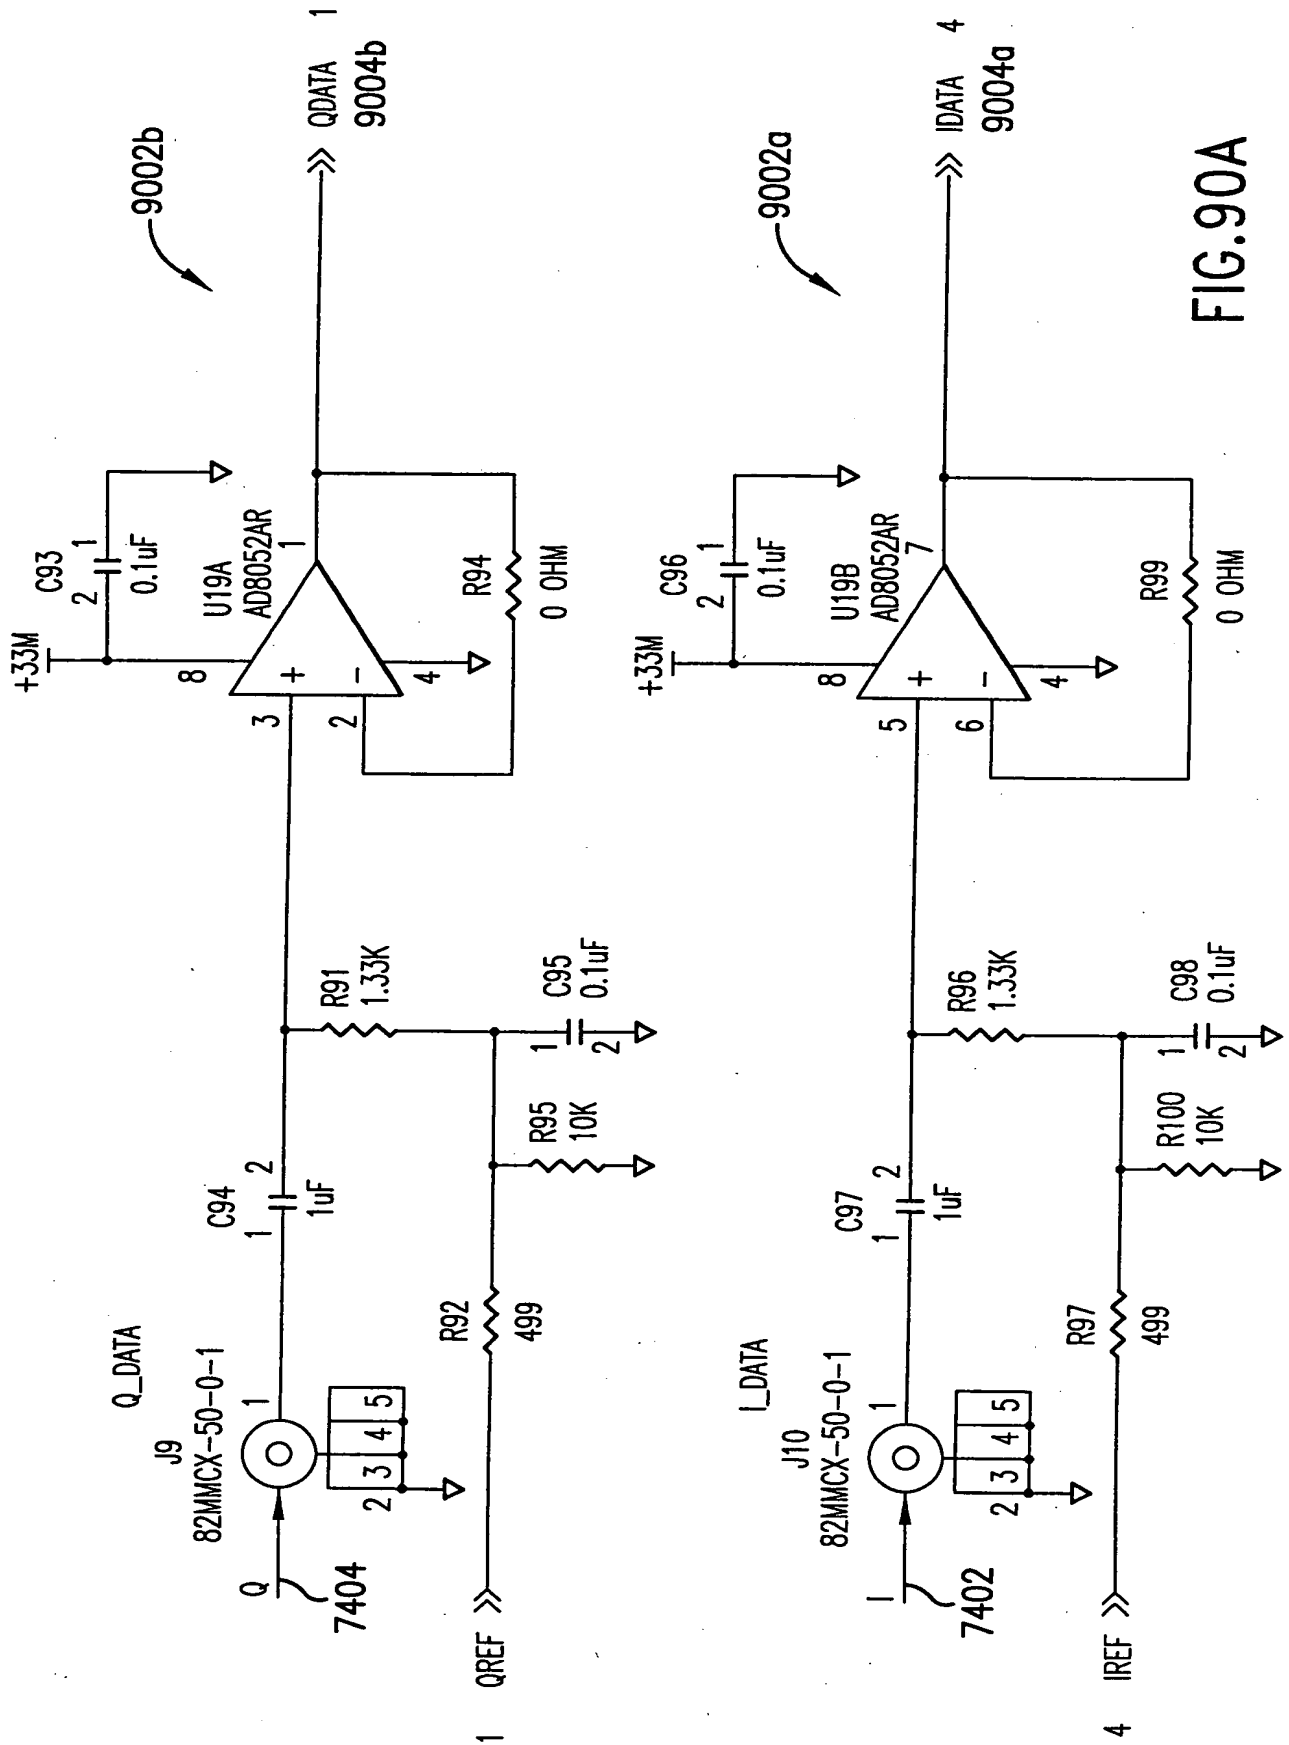 Q_DATA
J9
82MMCX-50-0-1
Q
7404
1
2 3 4 5
C94
1 2
1uF
R91
1.33K
1 QREF
R92
499
R95
10K
C95
0.1uF
1
2
+33M
C93
2 1
0.1uF
8
U19A
AD8052AR
3
+
2
-
1
4
R94
0 OHM
9002b
QDATA 1
9004b
I_DATA
J10
82MMCX-50-0-1
I
7402
1
2 3 4 5
C97
1 2
1uF
R96
1.33K
4 IREF
R97
499
R100
10K
C98
0.1uF
1
2
+33M
C96
2 1
0.1uF
8
U19B
AD8052AR
5
+
6
-
7
4
R99
0 OHM
9002a
IDATA 4
9004a
FIG.90A